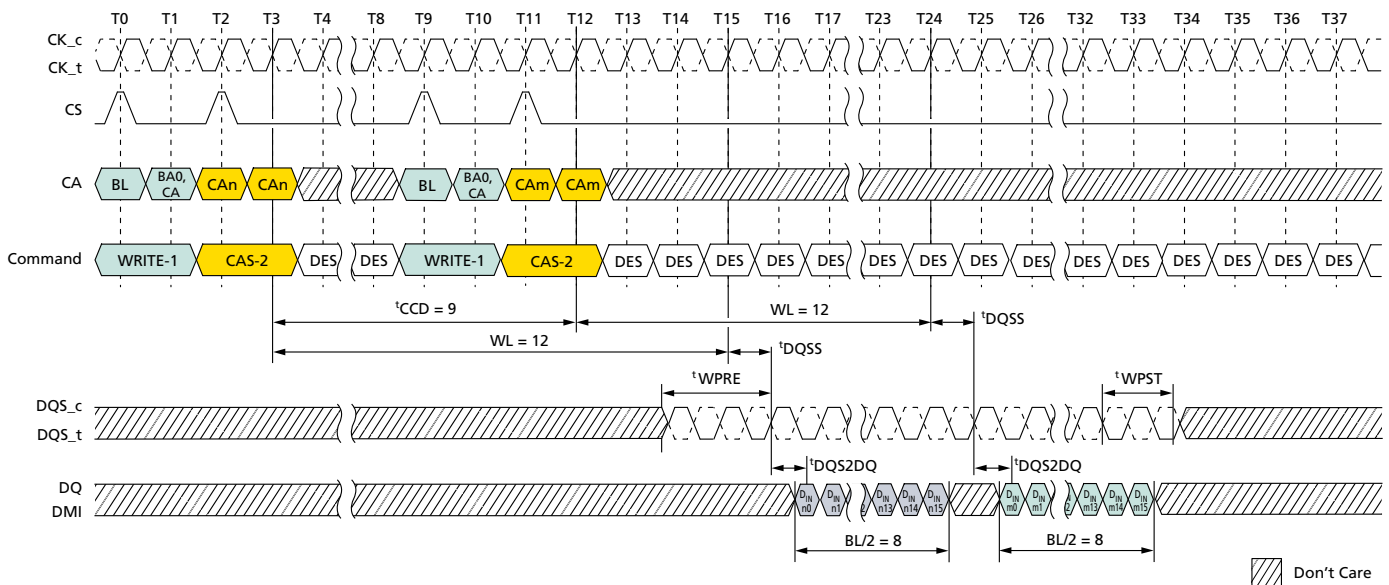 T0 T1 T2 T3 T4 T8 T9 T10 T11 T12 T13 T14 T15 T16 T17 T23 T24 T25 T26 T32 T33 T34 T35 T36 T37
CK_c
CK_t
CS
CA BL BA0, CA CAn CAn BL BA0, CA CAm CAm
Command WRITE-1 CAS-2 DES DES WRITE-1 CAS-2 DES DES DES DES DES DES DES DES DES DES DES DES DES DES DES
tCCD = 9 WL = 12 tDQSS
WL = 12 tDQSS
tWPRE tWPST
DQS_c
DQS_t
tDQS2DQ tDQS2DQ
DQ
DMI
DIN n0 DIN n1 DIN n13 DIN n14 DIN n15 DIN m0 DIN m1 DIN m13 DIN m14 DIN m15
BL/2 = 8 BL/2 = 8
Don't Care